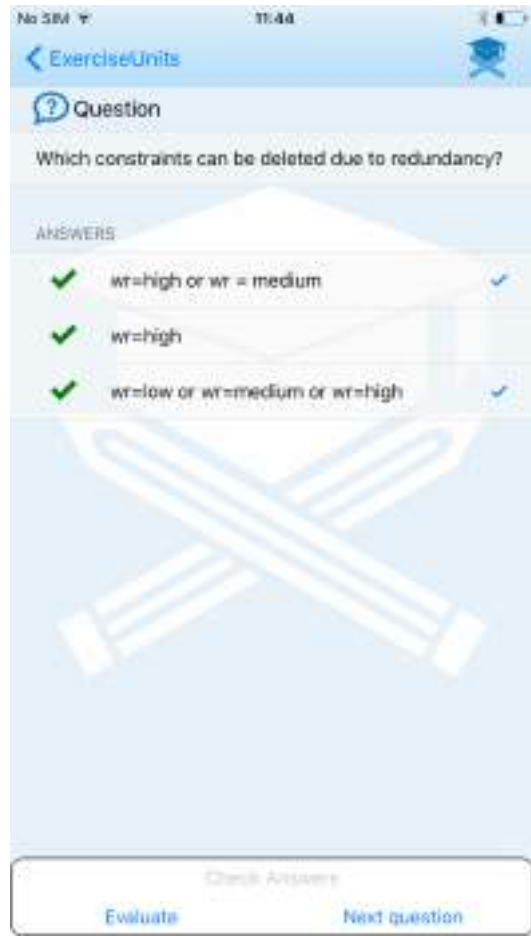 No SIM 11:44
ExerciseUnits
Question
Which constraints can be deleted due to redundancy?
ANSWERS
wr=high or wr = medium
wr=high
wr=low or wr=medium or wr=high
Check Answers
Evaluate Next question